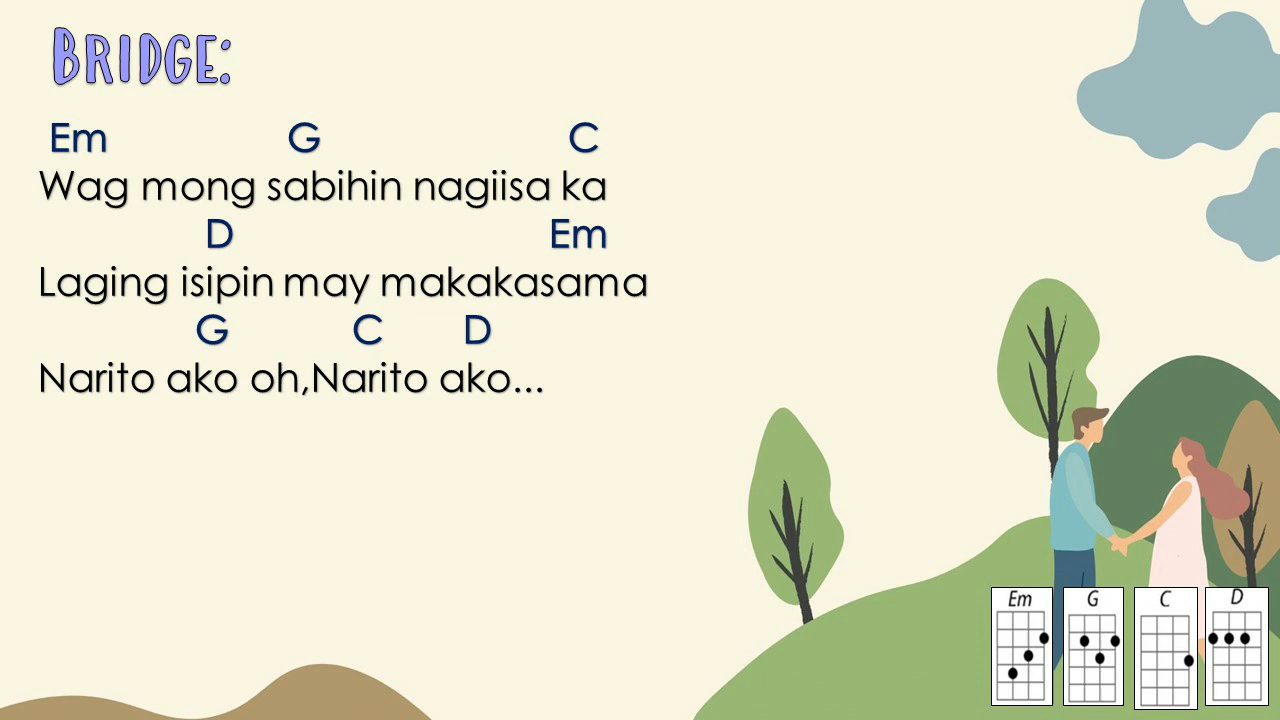 BRIDGE:
Em G C
Wag mong sabihin nagiisa ka
D Em
Laging isipin may makakasama
G C D
Narito ako oh,Narito ako...
Em G C D